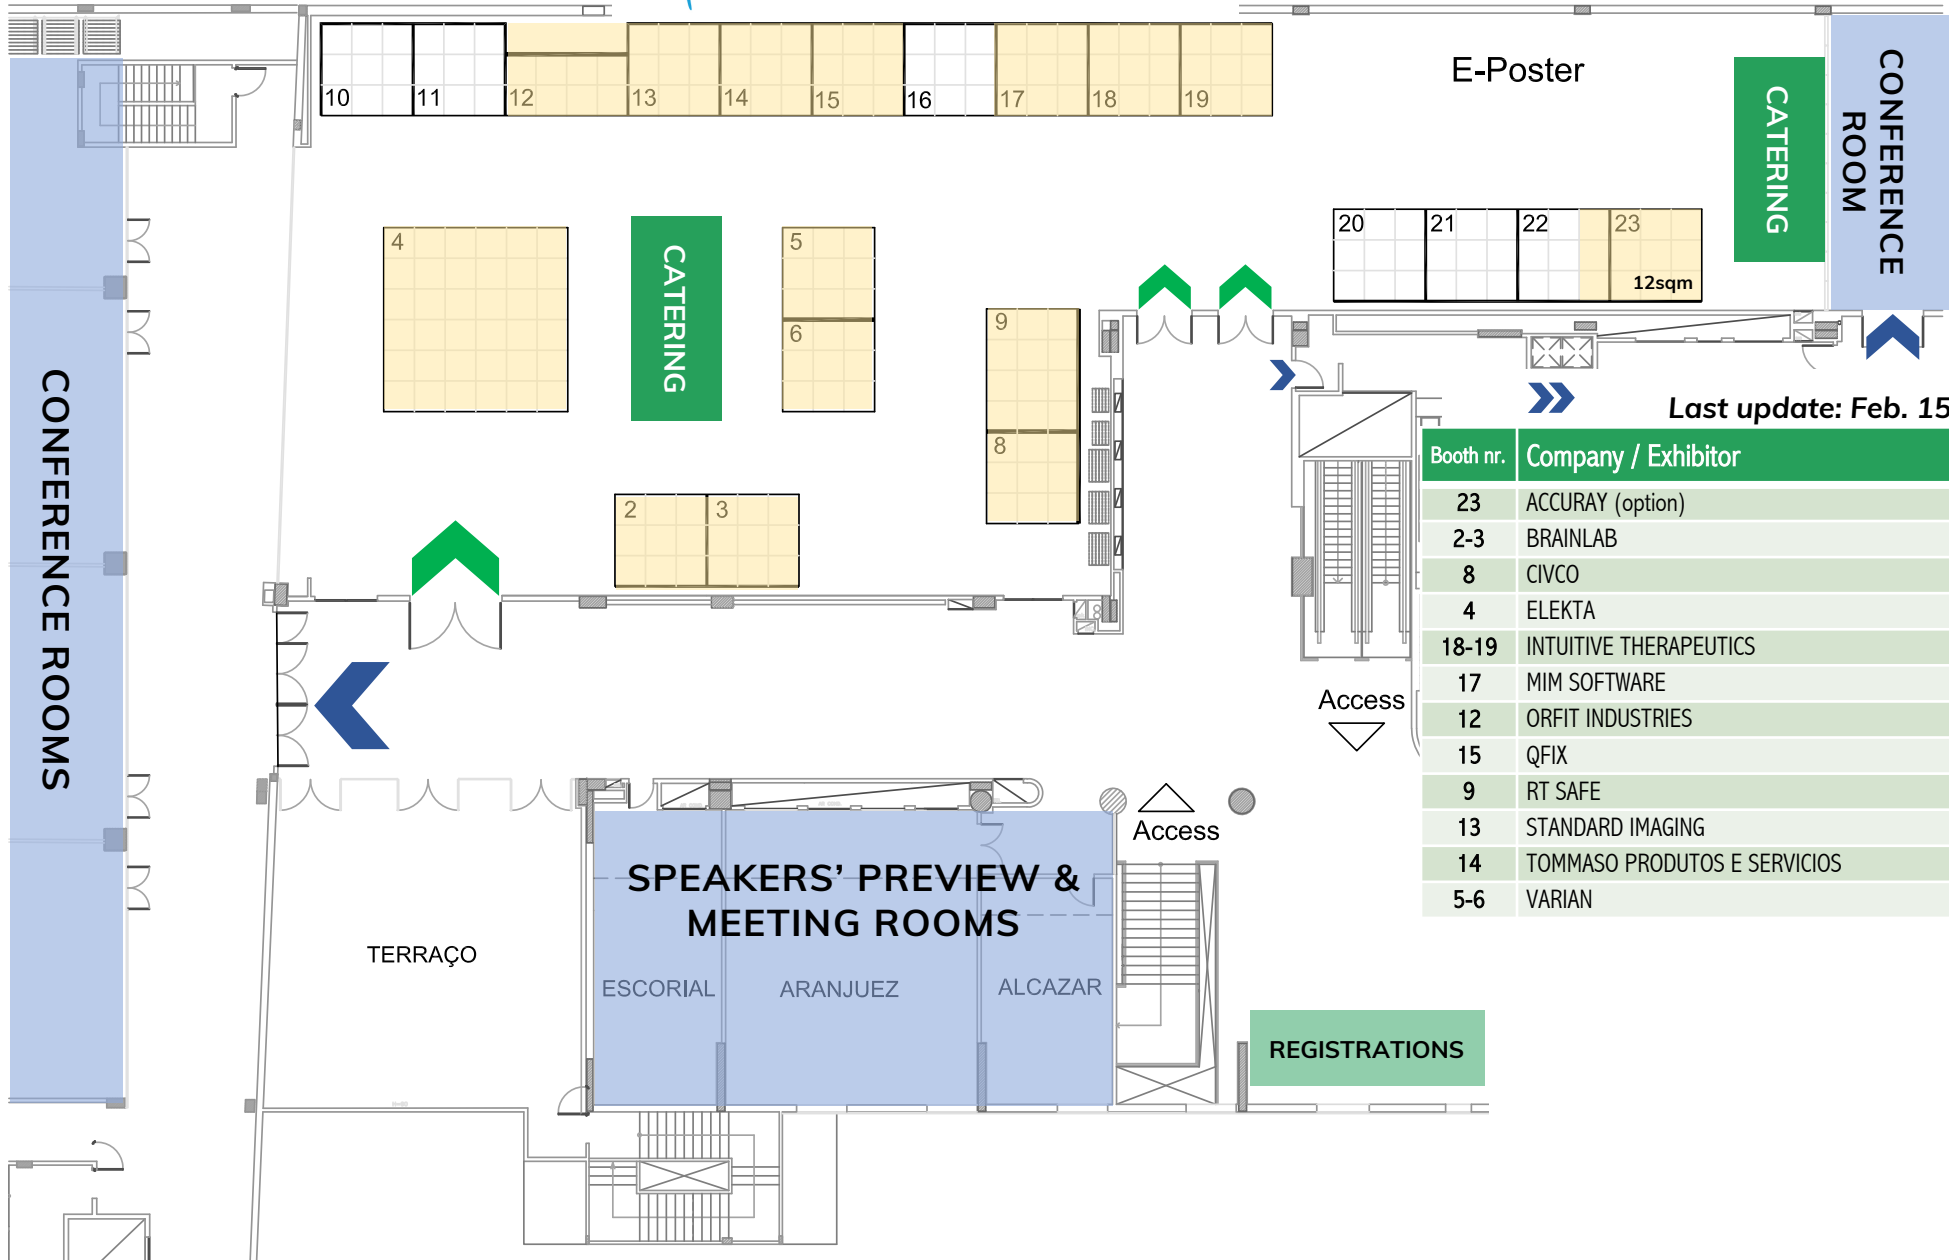 10
11
12
13
14
15
16
17
18
19
E-Poster
CATERING
CONFERENCE
ROOM
4
CATERING
5
6
20
21
22
23
12sqm
9
8
2
3
CONFERENCE ROOMS
Last update: Feb. 15
Booth nr. Company / Exhibitor
23 ACCURAY (option)
2-3 BRAINLAB
8 CIVCO
4 ELEKTA
18-19 INTUITIVE THERAPEUTICS
17 MIM SOFTWARE
12 ORFIT INDUSTRIES
15 QFIX
9 RT SAFE
13 STANDARD IMAGING
14 TOMMASO PRODUTOS E SERVICIOS
5-6 VARIAN
Access
Access
SPEAKERS’ PREVIEW &
MEETING ROOMS
TERRAÇO
ESCORIAL
ARANJUEZ
ALCAZAR
REGISTRATIONS